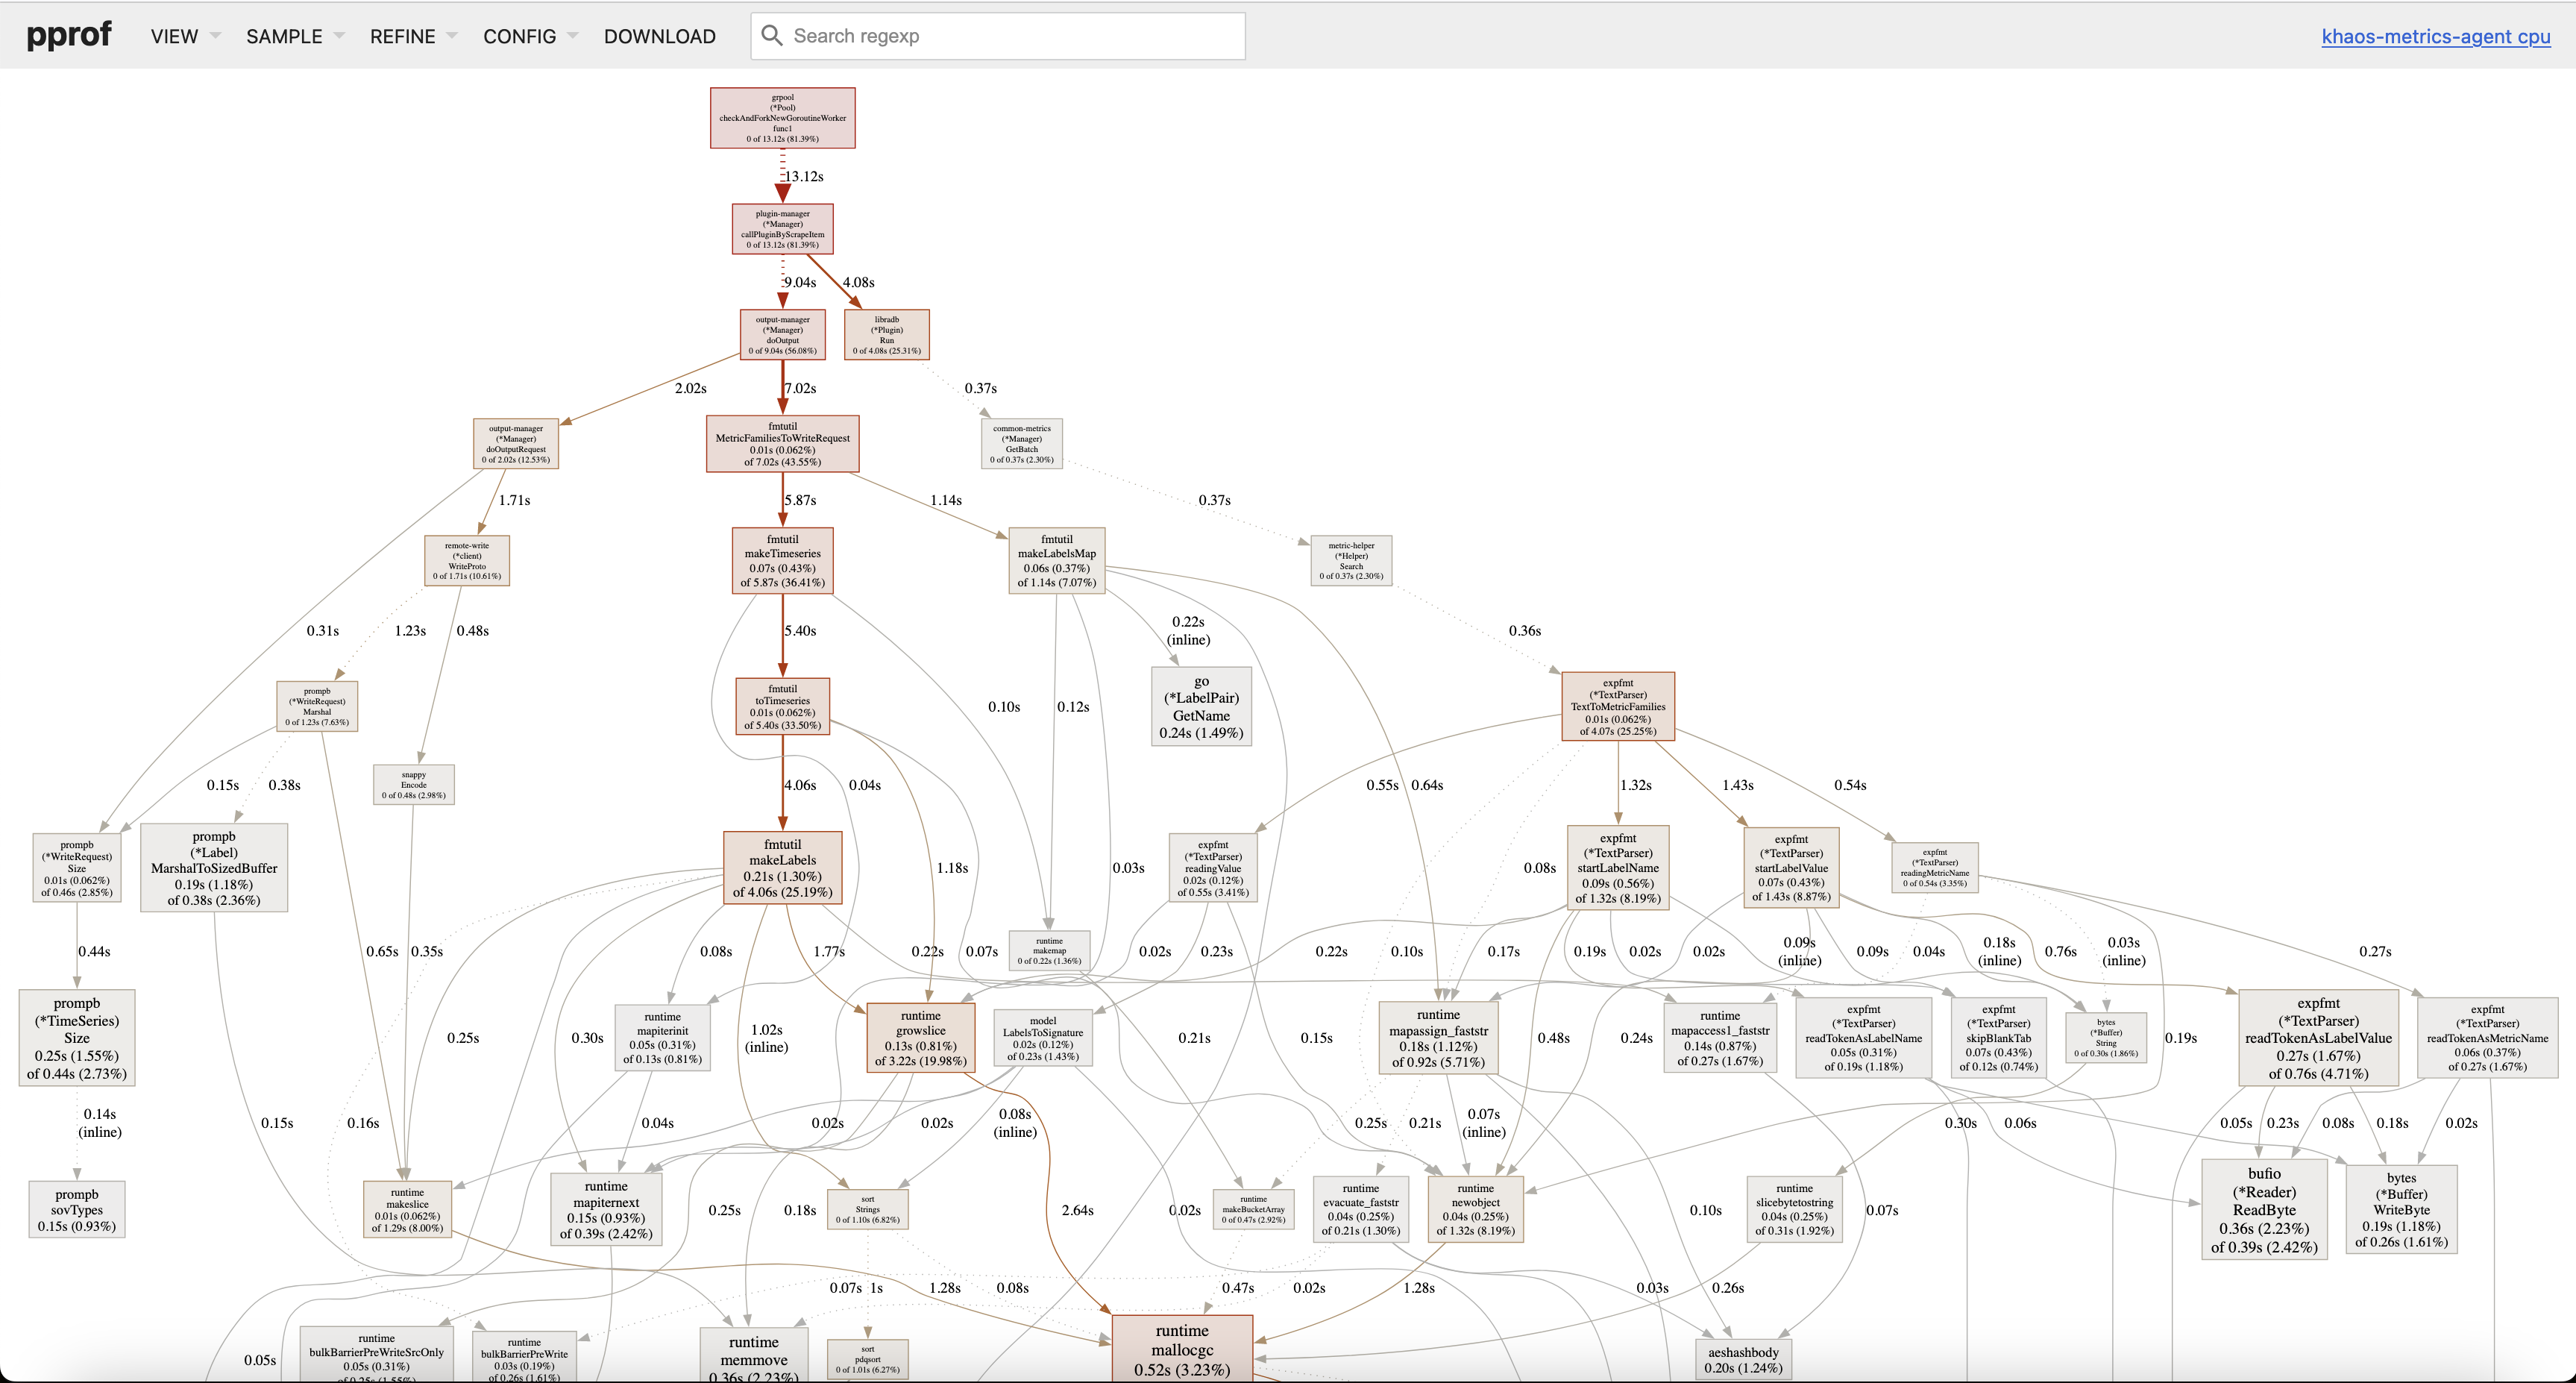 pprof
VIEW
SAMPLE
REFINE
CONFIG
DOWNLOAD
Search regexp
khaos-metrics-agent cpu
grpool
(*Pool)
checkAndForkNewGoroutineWorker
func1
0 of 13.12s (81.39%)
13.12s
plugin-manager
(*Manager)
callPluginByScrapeItem
0 of 13.12s (81.39%)
9.04s
4.08s
output-manager
(*Manager)
doOutput
0 of 9.04s (56.08%)
libradb
(*Plugin)
Run
0 of 4.08s (25.31%)
2.02s
7.02s
0.37s
output-manager
(*Manager)
doOutputRequest
0 of 2.02s (12.53%)
fmtutil
MetricFamiliesToWriteRequest
0.01s (0.062%)
of 7.02s (43.55%)
common-metrics
(*Manager)
GetBatch
0 of 0.37s (2.30%)
1.71s
5.87s
1.14s
0.37s
remote-write
(*client)
WriteProto
0 of 1.71s (10.61%)
fmtutil
makeTimeseries
0.07s (0.43%)
of 5.87s (36.41%)
fmtutil
makeLabelsMap
0.06s (0.37%)
of 1.14s (7.07%)
metric-helper
(*Helper)
Search
0 of 0.37s (2.30%)
0.31s
1.23s
0.48s
5.40s
0.22s
(inline)
0.36s
prompb
(*WriteRequest)
Marshal
0 of 1.23s (7.63%)
fmtutil
toTimeseries
0.01s (0.062%)
of 5.40s (33.50%)
0.10s
0.12s
go
(*LabelPair)
GetName
0.24s (1.49%)
expfmt
(*TextParser)
TextToMetricFamilies
0.01s (0.062%)
of 4.07s (25.25%)
0.15s
0.38s
snappy
Encode
0 of 0.48s (2.98%)
4.06s
0.04s
0.55s
0.64s
1.32s
1.43s
0.54s
prompb
(*WriteRequest)
Size
0.01s (0.062%)
of 0.46s (2.85%)
prompb
(*Label)
MarshalToSizedBuffer
0.19s (1.18%)
of 0.38s (2.36%)
fmtutil
makeLabels
0.21s (1.30%)
of 4.06s (25.19%)
1.18s
0.03s
expfmt
(*TextParser)
readingValue
0.02s (0.12%)
of 0.55s (3.41%)
0.08s
expfmt
(*TextParser)
startLabelName
0.09s (0.56%)
of 1.32s (8.19%)
expfmt
(*TextParser)
startLabelValue
0.07s (0.43%)
of 1.43s (8.87%)
expfmt
(*TextParser)
readingMetricName
0 of 0.54s (3.35%)
0.44s
0.65s
0.35s
0.08s
1.77s
0.22s
0.07s
runtime
makemap
0 of 0.22s (1.36%)
0.02s
0.23s
0.22s
0.10s
0.17s
0.19s
0.02s
0.02s
0.09s
(inline)
0.09s
0.04s
0.18s
(inline)
0.76s
0.03s
(inline)
0.27s
prompb
(*TimeSeries)
Size
0.25s (1.55%)
of 0.44s (2.73%)
0.25s
0.30s
runtime
mapiterinit
0.05s (0.31%)
of 0.13s (0.81%)
1.02s
(inline)
runtime
growslice
0.13s (0.81%)
of 3.22s (19.98%)
model
LabelsToSignature
0.02s (0.12%)
of 0.23s (1.43%)
0.21s
0.15s
runtime
mapassign_faststr
0.18s (1.12%)
of 0.92s (5.71%)
0.48s
0.24s
runtime
mapaccess1_faststr
0.14s (0.87%)
of 0.27s (1.67%)
expfmt
(*TextParser)
readTokenAsLabelName
0.05s (0.31%)
of 0.19s (1.18%)
expfmt
(*TextParser)
skipBlankTab
0.07s (0.43%)
of 0.12s (0.74%)
bytes
(*Buffer)
String
0 of 0.30s (1.86%)
0.19s
expfmt
(*TextParser)
readTokenAsLabelValue
0.27s (1.67%)
of 0.76s (4.71%)
expfmt
(*TextParser)
readTokenAsMetricName
0.06s (0.37%)
of 0.27s (1.67%)
0.14s
(inline)
0.15s
0.16s
0.04s
0.02s
0.02s
0.08s
(inline)
0.25s
0.21s
0.07s
(inline)
0.30s
0.06s
0.05s
0.23s
0.08s
0.18s
0.02s
prompb
sovTypes
0.15s (0.93%)
runtime
makeslice
0.01s (0.062%)
of 1.29s (8.00%)
runtime
mapiternext
0.15s (0.93%)
of 0.39s (2.42%)
0.25s
0.18s
sort
Strings
0 of 1.10s (6.82%)
2.64s
0.02s
runtime
makeBucketArray
0 of 0.47s (2.92%)
runtime
evacuate_faststr
0.04s (0.25%)
of 0.21s (1.30%)
runtime
newobject
0.04s (0.25%)
of 1.32s (8.19%)
0.10s
runtime
slicebytetostring
0.04s (0.25%)
of 0.31s (1.92%)
0.07s
bufio
(*Reader)
ReadByte
0.36s (2.23%)
of 0.39s (2.42%)
bytes
(*Buffer)
WriteByte
0.19s (1.18%)
of 0.26s (1.61%)
0.07s
1s
1.28s
0.08s
0.47s
0.02s
1.28s
0.03s
0.26s
0.05s
runtime
bulkBarrierPreWriteSrcOnly
0.05s (0.31%)
of 0.25s (1.55%)
runtime
bulkBarrierPreWrite
0.03s (0.19%)
of 0.26s (1.61%)
runtime
memmove
0.36s (2.23%)
sort
pdqsort
0 of 1.01s (6.27%)
runtime
mallocgc
0.52s (3.23%)
aeshashbody
0.20s (1.24%)